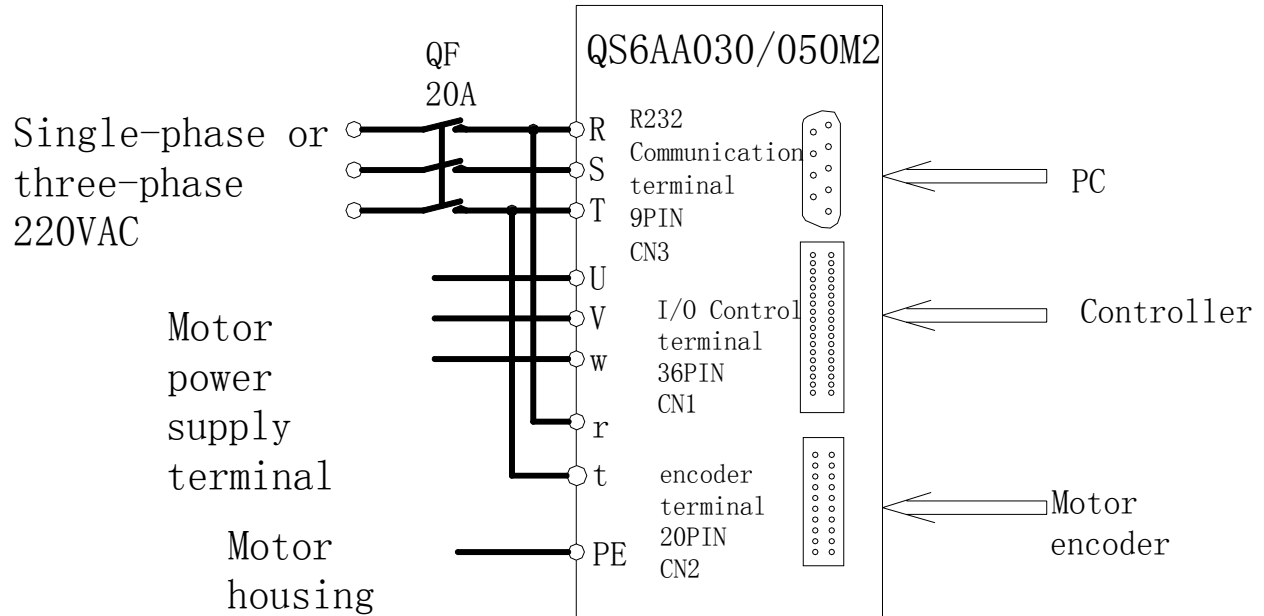 QS6AA030/050M2
QF
20A
Single-phase or
three-phase
220VAC
R
S
T
R232
Communication
terminal
9PIN
CN3
PC
U
V
w
Motor
power
supply
terminal
I/O Control
terminal
36PIN
CN1
Controller
r
t
encoder
terminal
20PIN
CN2
Motor
encoder
PE
Motor
housing